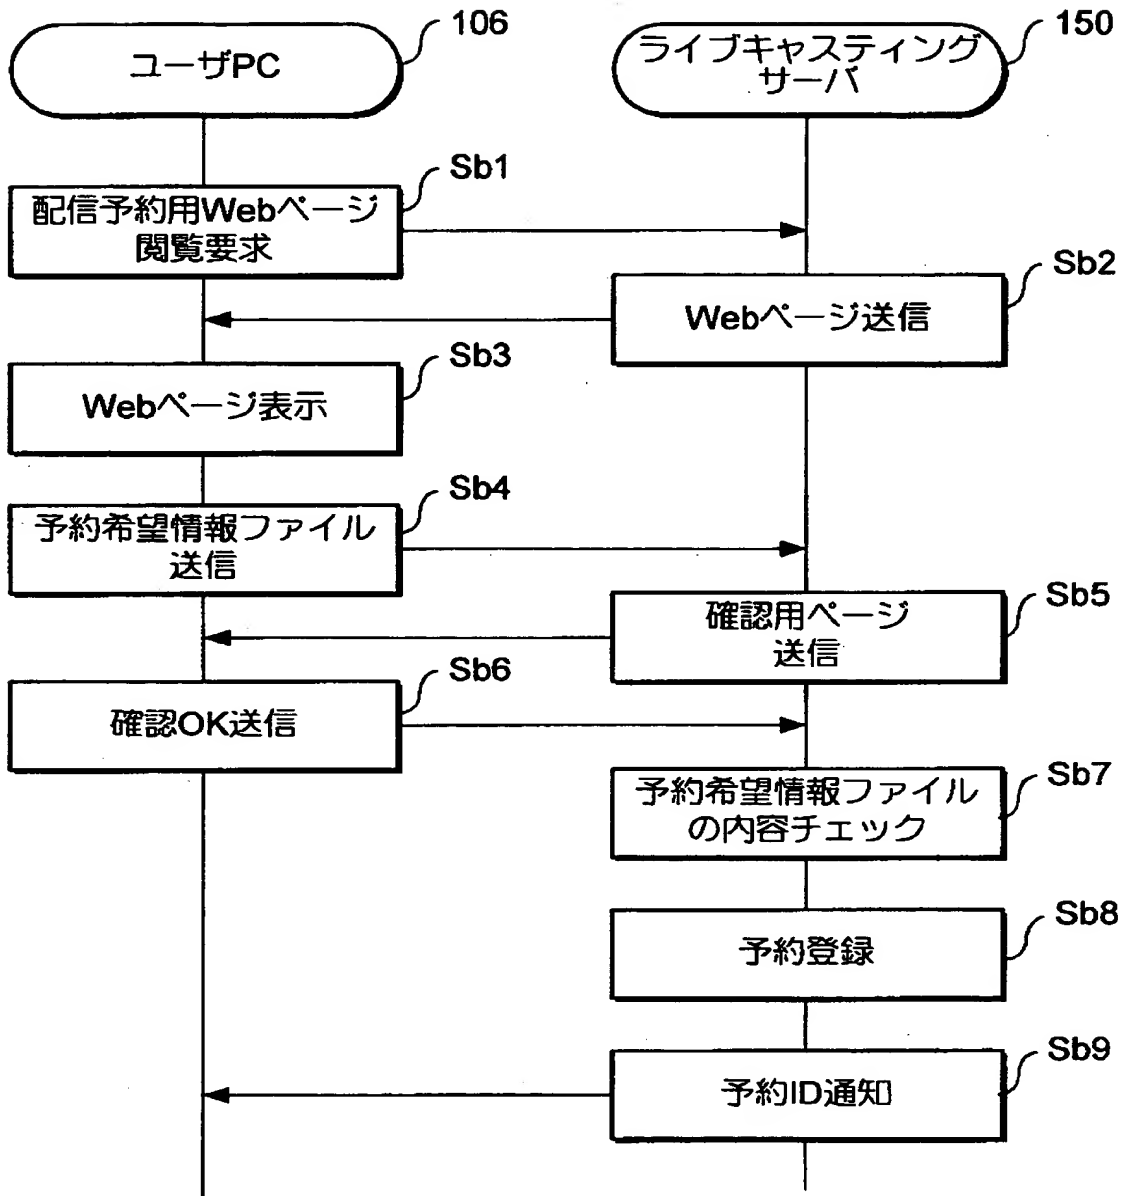 106
ユーザPC
150
ライブキャスティング
サーバ
Sb1
配信予約用Webページ
閲覧要求
Sb2
Webページ送信
Sb3
Webページ表示
Sb4
予約希望情報ファイル
送信
Sb5
確認用ページ
送信
Sb6
確認OK送信
Sb7
予約希望情報ファイル
の内容チェック
Sb8
予約登録
Sb9
予約ID通知